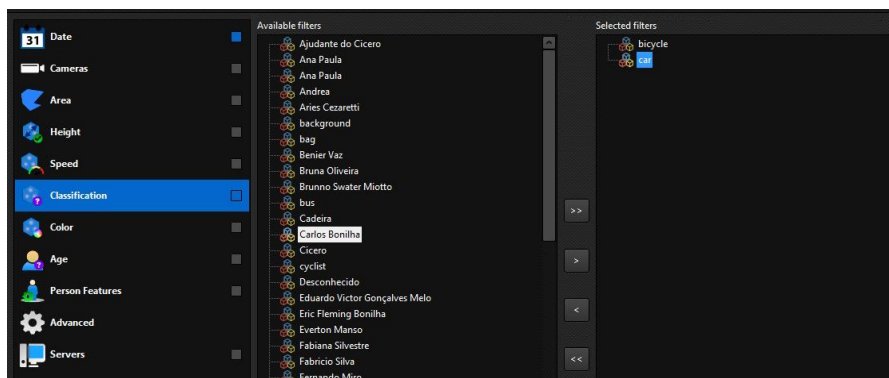 31
Date
Cameras
Area
Height
Speed
Classification
Color
Age
Person Features
Advanced
Servers
Available filters
Ajudante do Cicero
Ana Paula
Ana Paula
Andrea
Aries Cezaretti
background
bag
Benier Vaz
Bruna Oliveira
Brunno Swater Miotto
bus
Cadeira
Carlos Bonilha
Cicero
cyclist
Desconhecido
Eduardo Victor Gonçalves Melo
Eric Fleming Bonilha
Everton Manso
Fabiana Silvestre
Fabricio Silva
Fernando Miro
>>
>
<
<<
Selected filters
bicycle
car